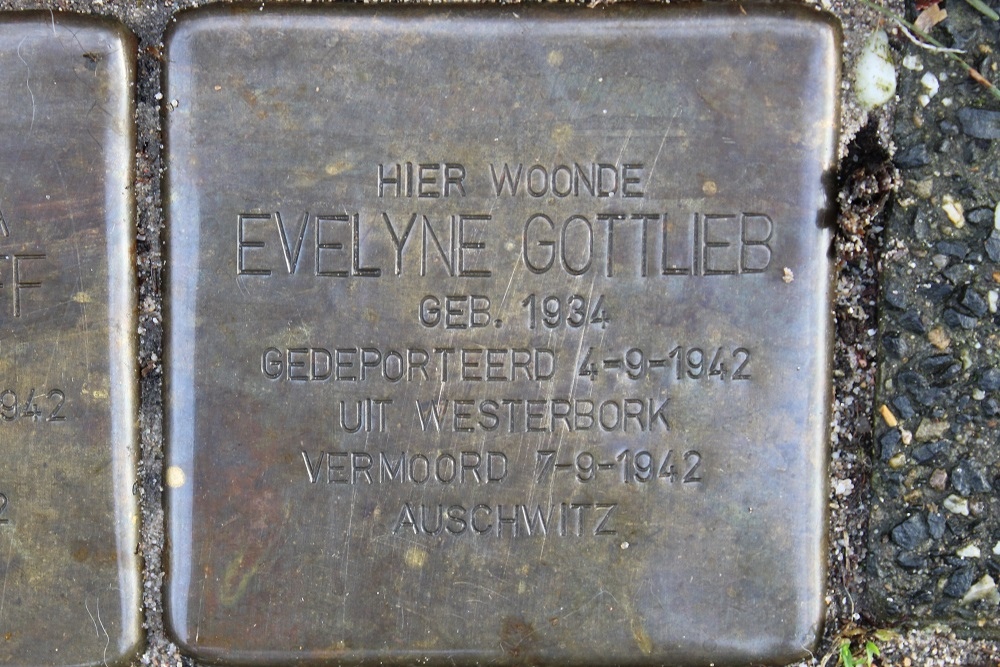 HIER WOONDE
EVELYNE GOTTLIEB
GEB. 1934
GEDEPORTEERD 4-9-1942
UIT WESTERBORK
VERMOORD 7-9-1942
AUSCHWITZ